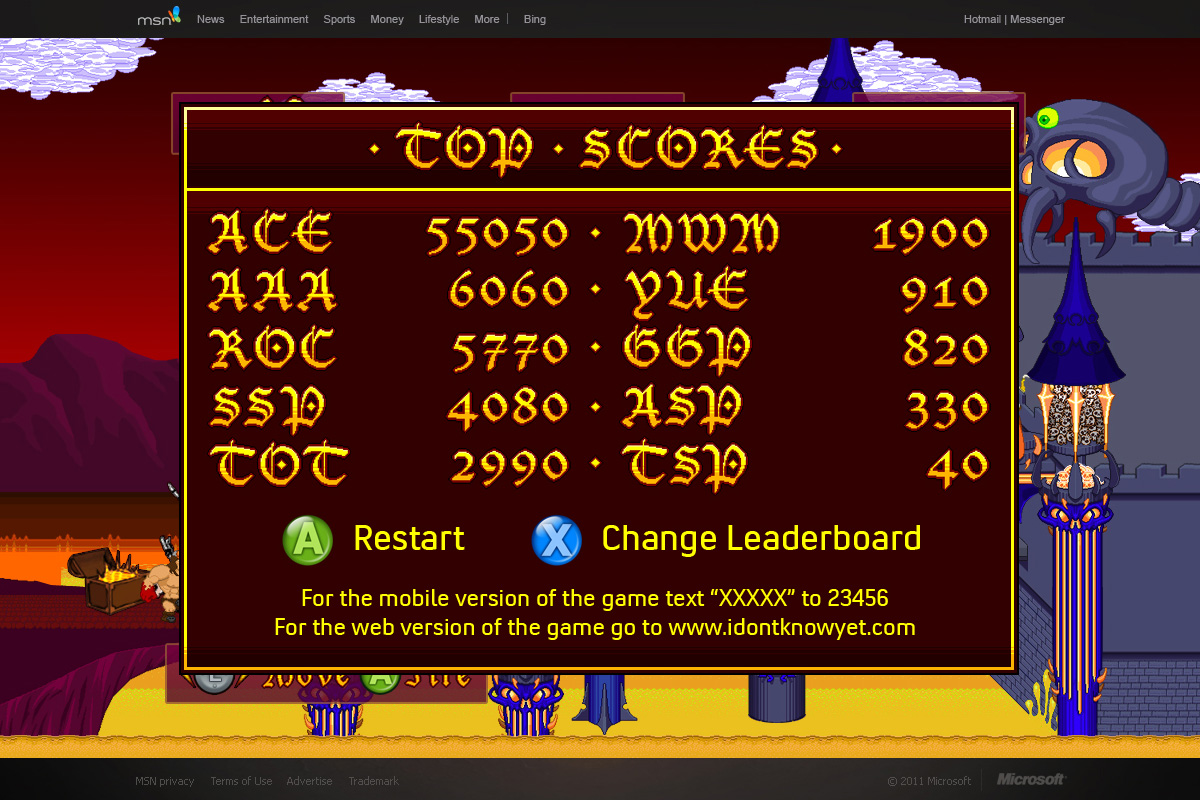 msn News Entertainment Sports Money Lifestyle More | Bing Hotmail | Messenger
· TOP · SCORES ·
ACE 55050 · MWM 1900
AAA 6060 · YUE 910
ROC 5770 · GGP 820
SSP 4080 · ASP 330
TOT 2990 · TSP 40
A Restart X Change Leaderboard
For the mobile version of the game text “XXXXX” to 23456
For the web version of the game go to www.idontknowyet.com
L Move A Fire
MSN privacy Terms of Use Advertise Trademark © 2011 Microsoft | Microsoft